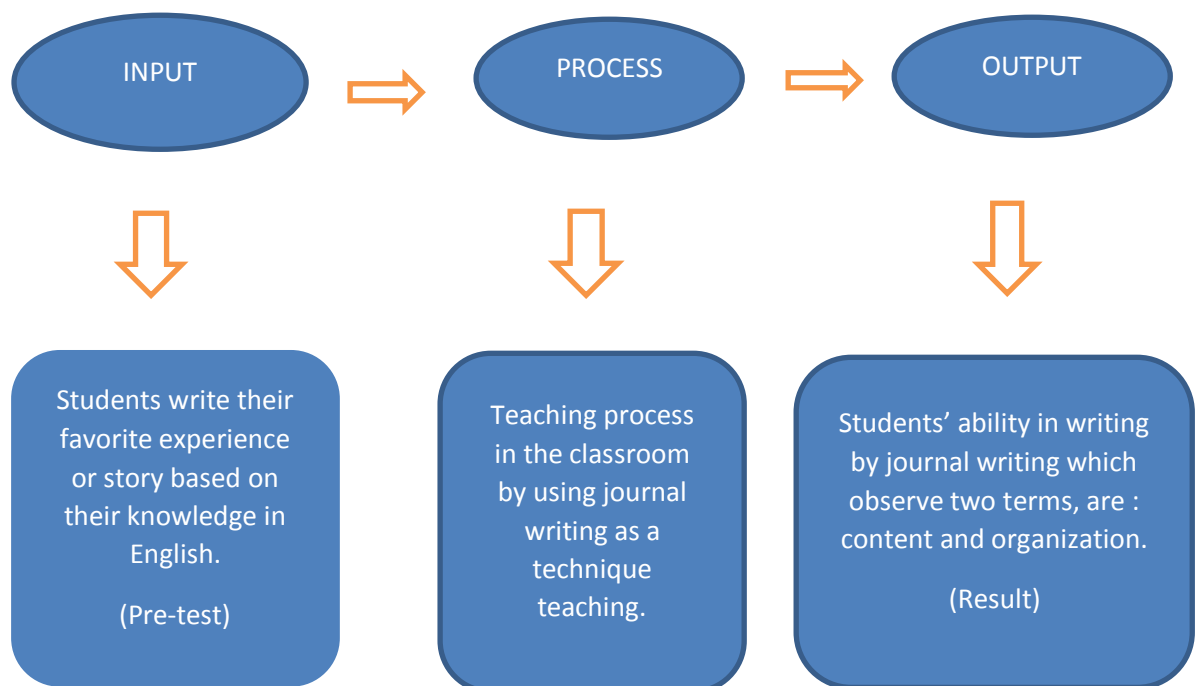 INPUT
PROCESS
OUTPUT
Students write their
favorite experience
or story based on
their knowledge in
English.
(Pre-test)
Teaching process
in the classroom
by using journal
writing as a
technique
teaching.
Students’ ability in writing
by journal writing which
observe two terms, are :
content and organization.
(Result)